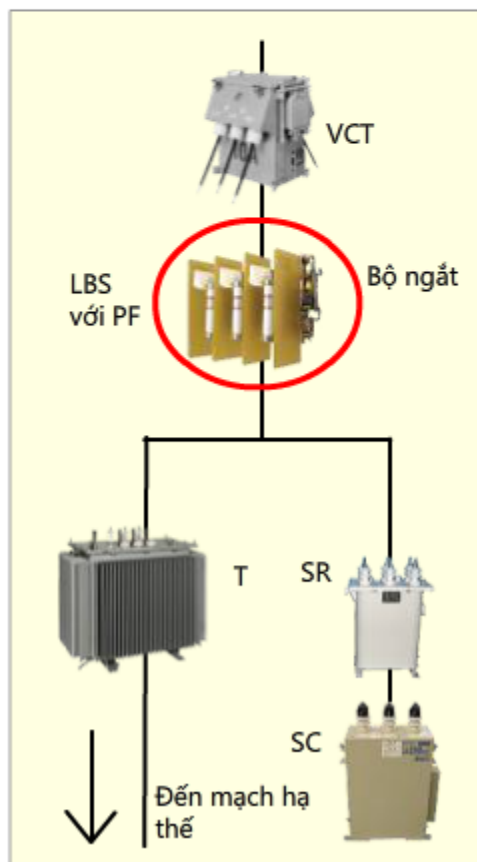 VCT
LBS
với PF
Bộ ngắt
T
SR
SC
Đến mạch hạ
thế